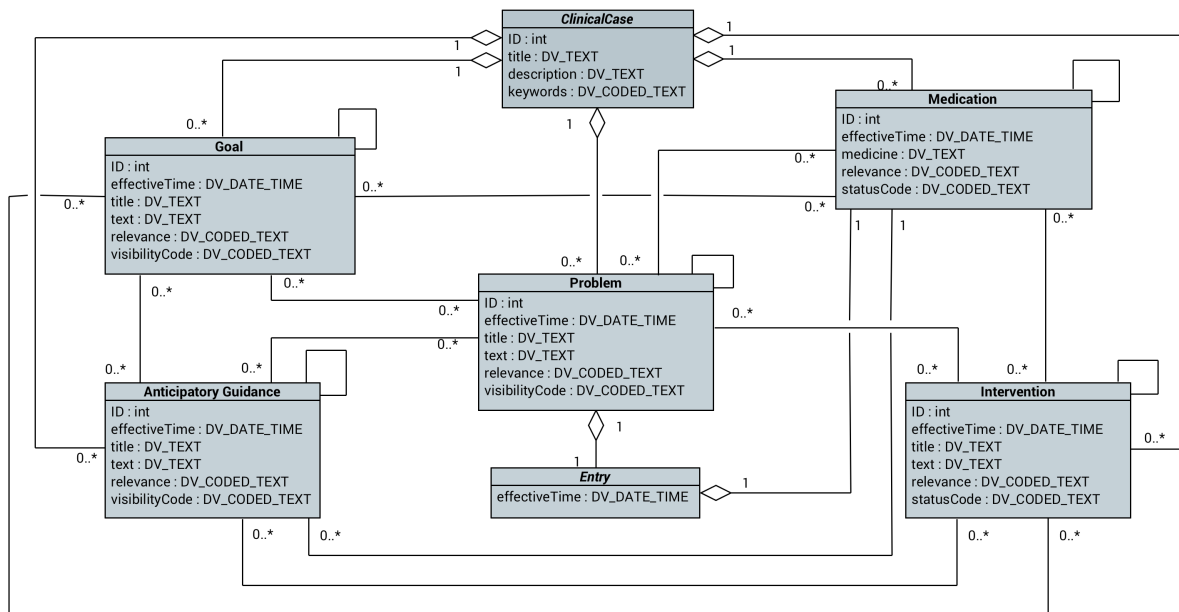 ClinicalCase
ID : int
title : DV_TEXT
description : DV_TEXT
keywords : DV_CODED_TEXT
1
1
1
1
1
0..*
0..*
0..*
Medication
ID : int
effectiveTime : DV_DATE_TIME
medicine : DV_TEXT
relevance : DV_CODED_TEXT
statusCode : DV_CODED_TEXT
0..*
0..*
1
1
0..*
Goal
ID : int
effectiveTime : DV_DATE_TIME
title : DV_TEXT
text : DV_TEXT
relevance : DV_CODED_TEXT
visibilityCode : DV_CODED_TEXT
0..*
0..*
0..*
0..*
0..*
0..*
Problem
ID : int
effectiveTime : DV_DATE_TIME
title : DV_TEXT
text : DV_TEXT
relevance : DV_CODED_TEXT
visibilityCode : DV_CODED_TEXT
0..*
0..*
0..*
1
1
0..*
0..*
Anticipatory Guidance
ID : int
effectiveTime : DV_DATE_TIME
title : DV_TEXT
text : DV_TEXT
relevance : DV_CODED_TEXT
visibilityCode : DV_CODED_TEXT
0..*
0..*
0..*
Entry
effectiveTime : DV_DATE_TIME
1
0..*
0..*
Intervention
ID : int
effectiveTime : DV_DATE_TIME
title : DV_TEXT
text : DV_TEXT
relevance : DV_CODED_TEXT
statusCode : DV_CODED_TEXT
0..*
0..*
0..*